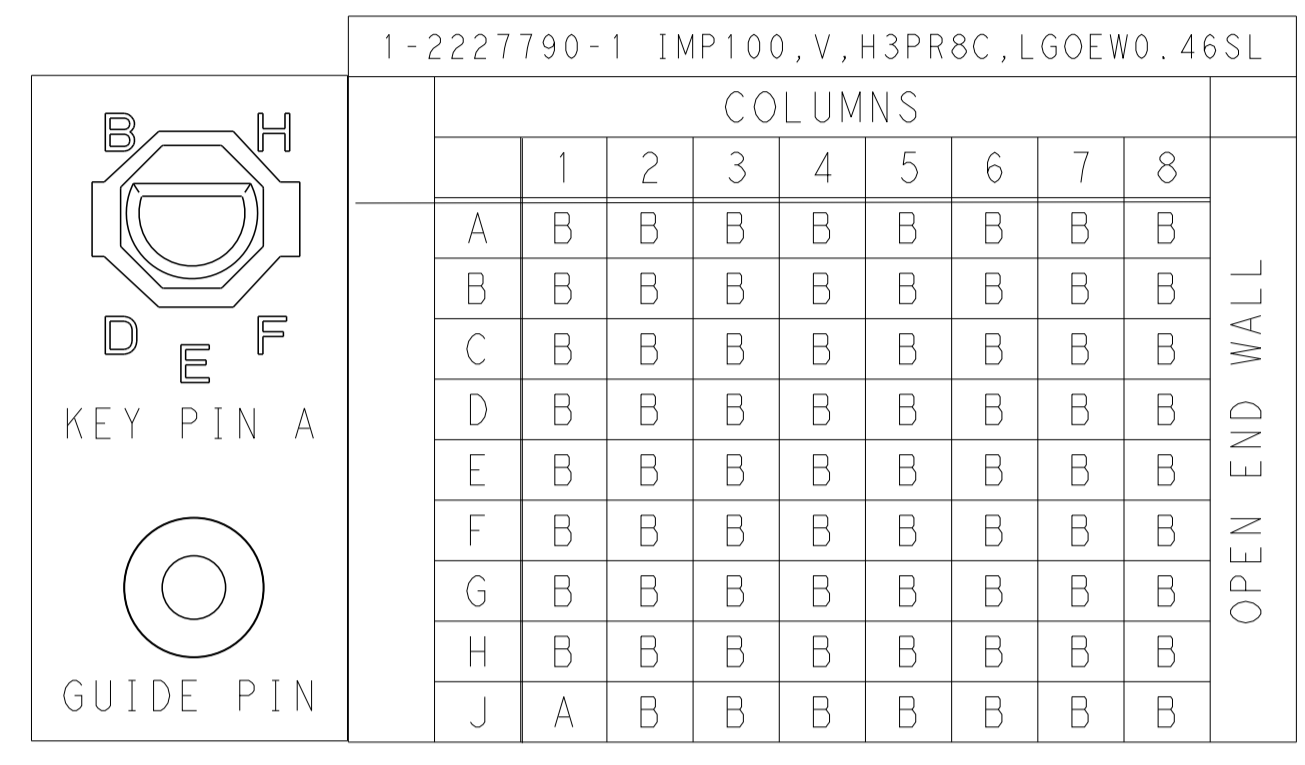 1-2227790-1 IMP100,V,H3PR8C,LGOEW0.46SL
COLUMNS
1 2 3 4 5 6 7 8
A B B B B B B B B
B B B B B B B B B
C B B B B B B B B
D B B B B B B B B
E B B B B B B B B
F B B B B B B B B
G B B B B B B B B
H B B B B B B B B
J A B B B B B B B
OPEN END WALL
B H
D E F
KEY PIN A
GUIDE PIN